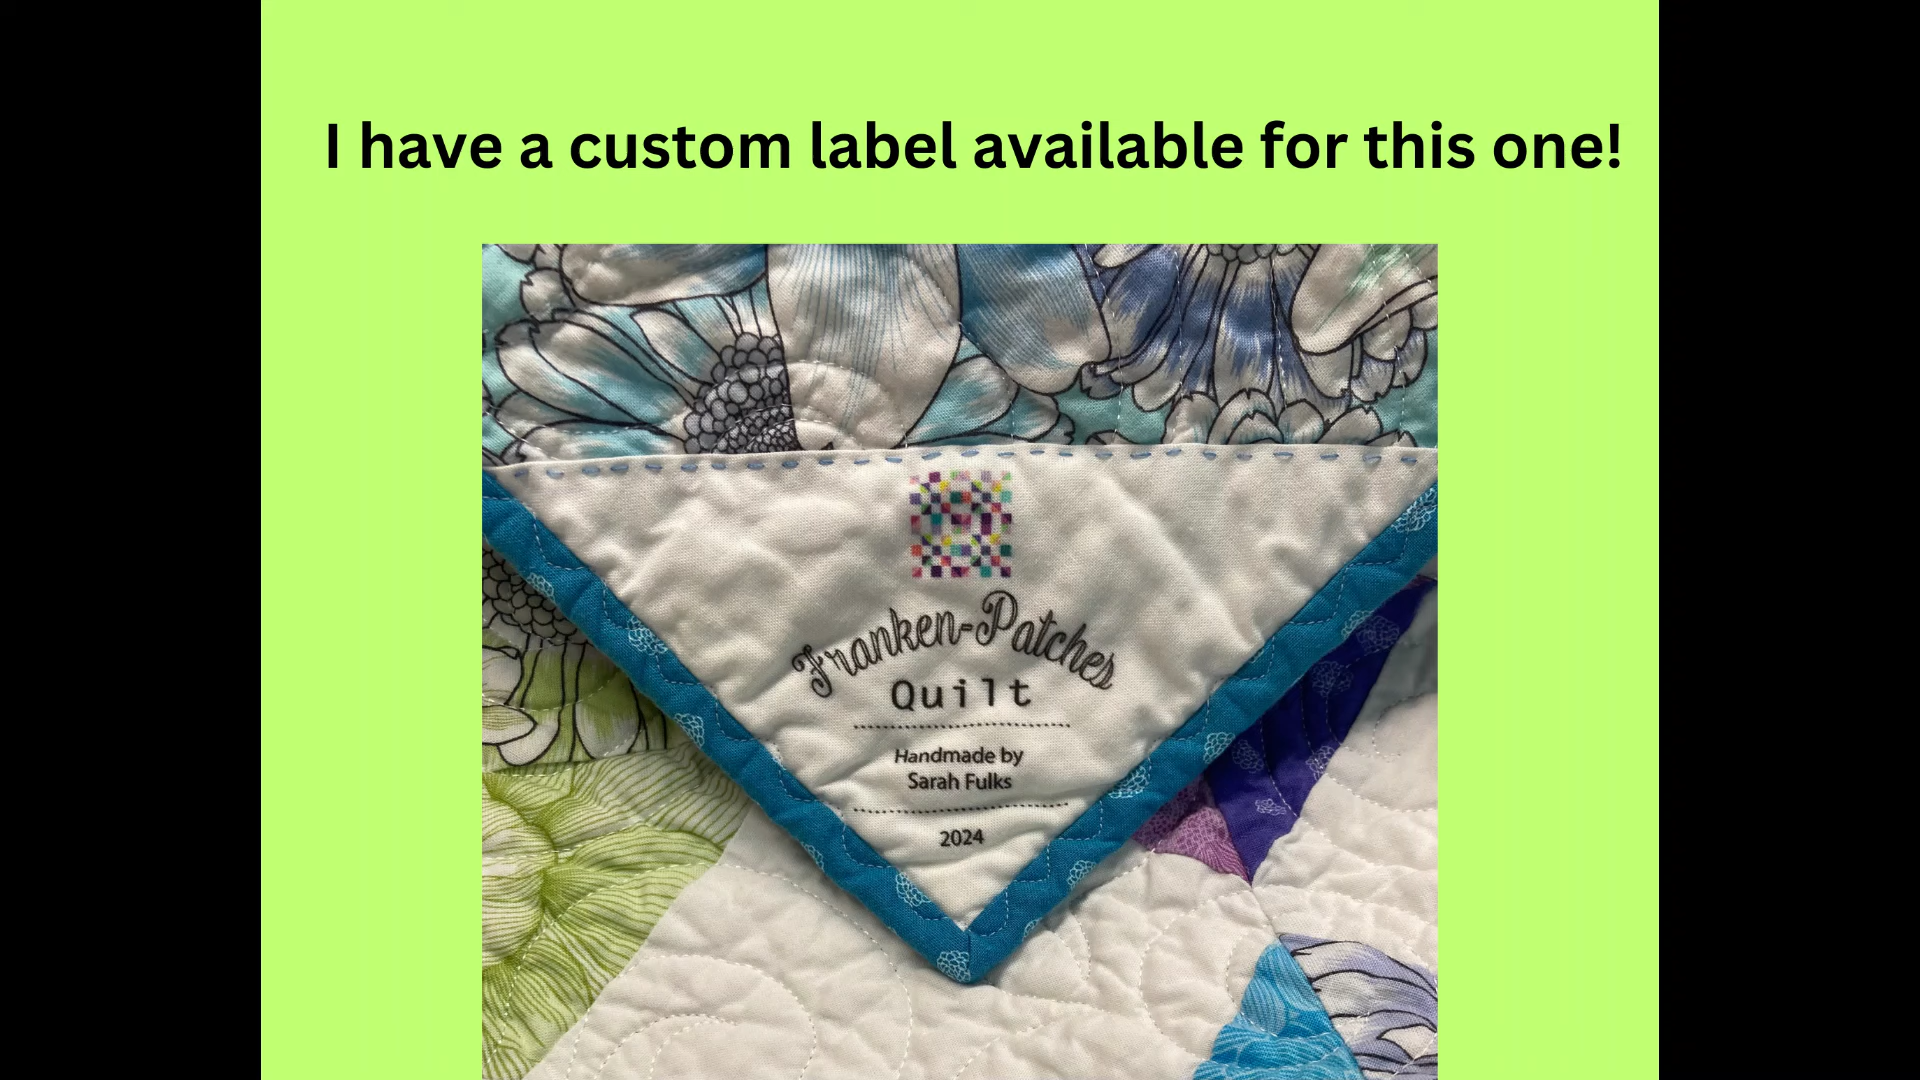 I have a custom label available for this one!
Franken-Patches
Quilt
Handmade by
Sarah Fulks
2024